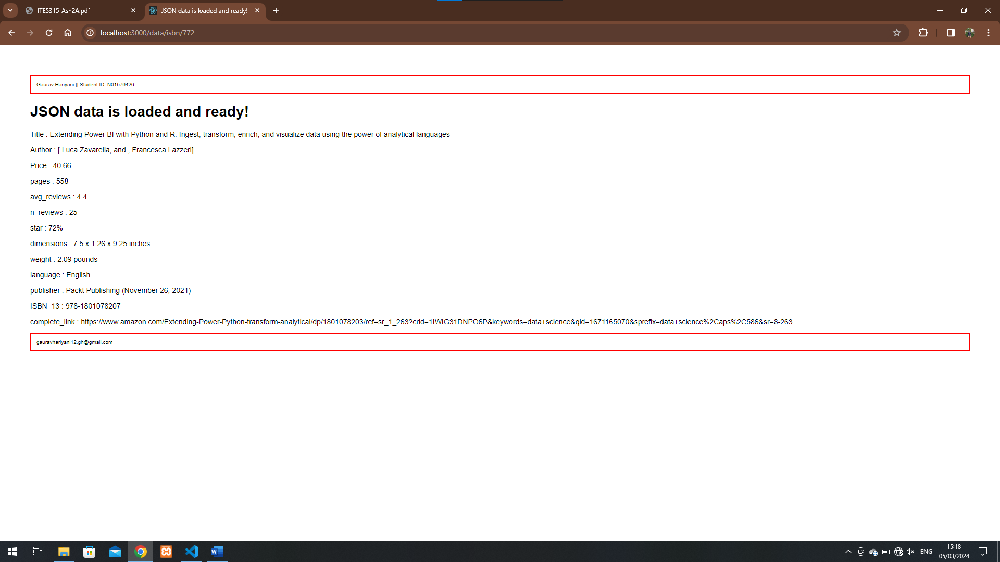 ITE5315-Asn2A.pdf
JSON data is loaded and ready!
localhost:3000/data/isbn/772
Gaurav Hariyani || Student ID: N01579426
JSON data is loaded and ready!
Title : Extending Power BI with Python and R: Ingest, transform, enrich, and visualize data using the power of analytical languages
Author : [ Luca Zavarella, and , Francesca Lazzeri]
Price : 40.66
pages : 558
avg_reviews : 4.4
n_reviews : 25
star : 72%
dimensions : 7.5 x 1.26 x 9.25 inches
weight : 2.09 pounds
language : English
publisher : Packt Publishing (November 26, 2021)
ISBN_13 : 978-1801078207
complete_link : https://www.amazon.com/Extending-Power-Python-transform-analytical/dp/1801078203/ref=sr_1_263?crid=1IWIG31DNPO6P&keywords=data+science&qid=1671165070&sprefix=data+science%2Caps%2C586&sr=8-263
gauravhariyani12.gh@gmail.com
ENG
15:18
05/03/2024